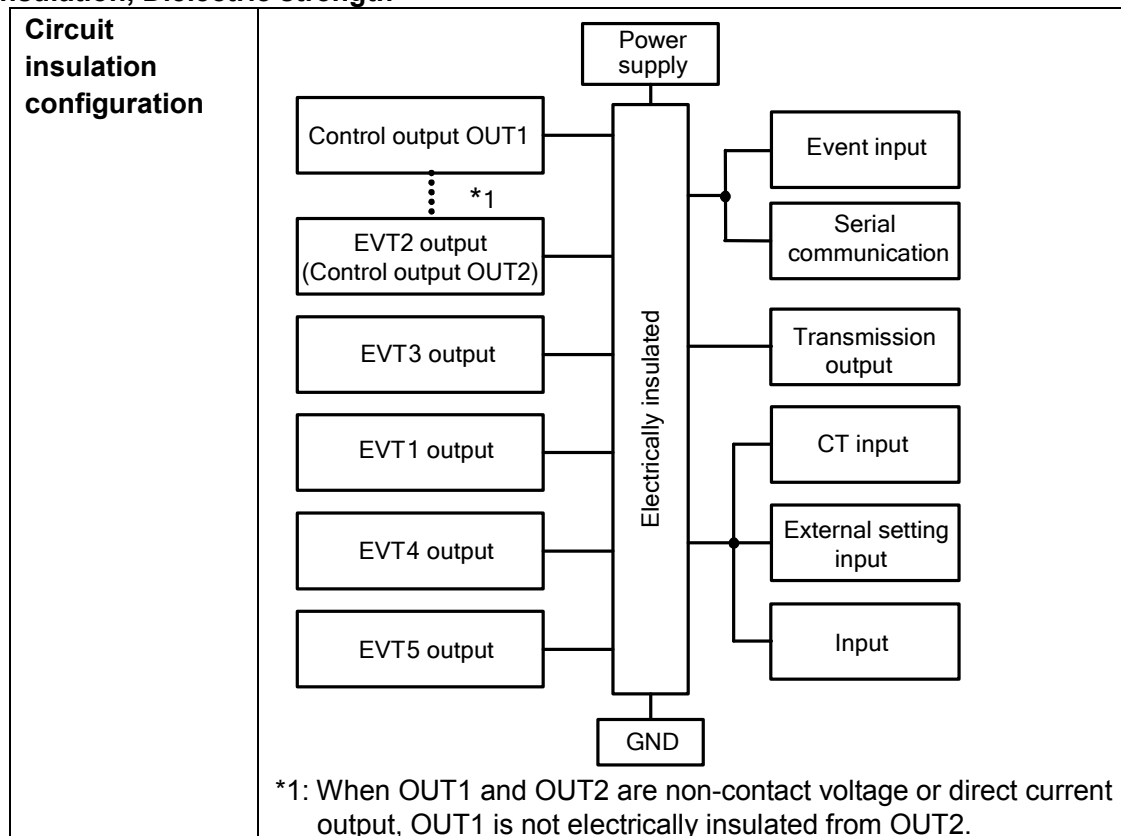 Insulation, Dielectric strength
Circuit
insulation
configuration
Power
supply
Control output OUT1
*1
EVT2 output
(Control output OUT2)
EVT3 output
EVT1 output
EVT4 output
EVT5 output
Electrically insulated
Event input
Serial
communication
Transmission
output
CT input
External setting
input
Input
GND
*1: When OUT1 and OUT2 are non-contact voltage or direct current
output, OUT1 is not electrically insulated from OUT2.